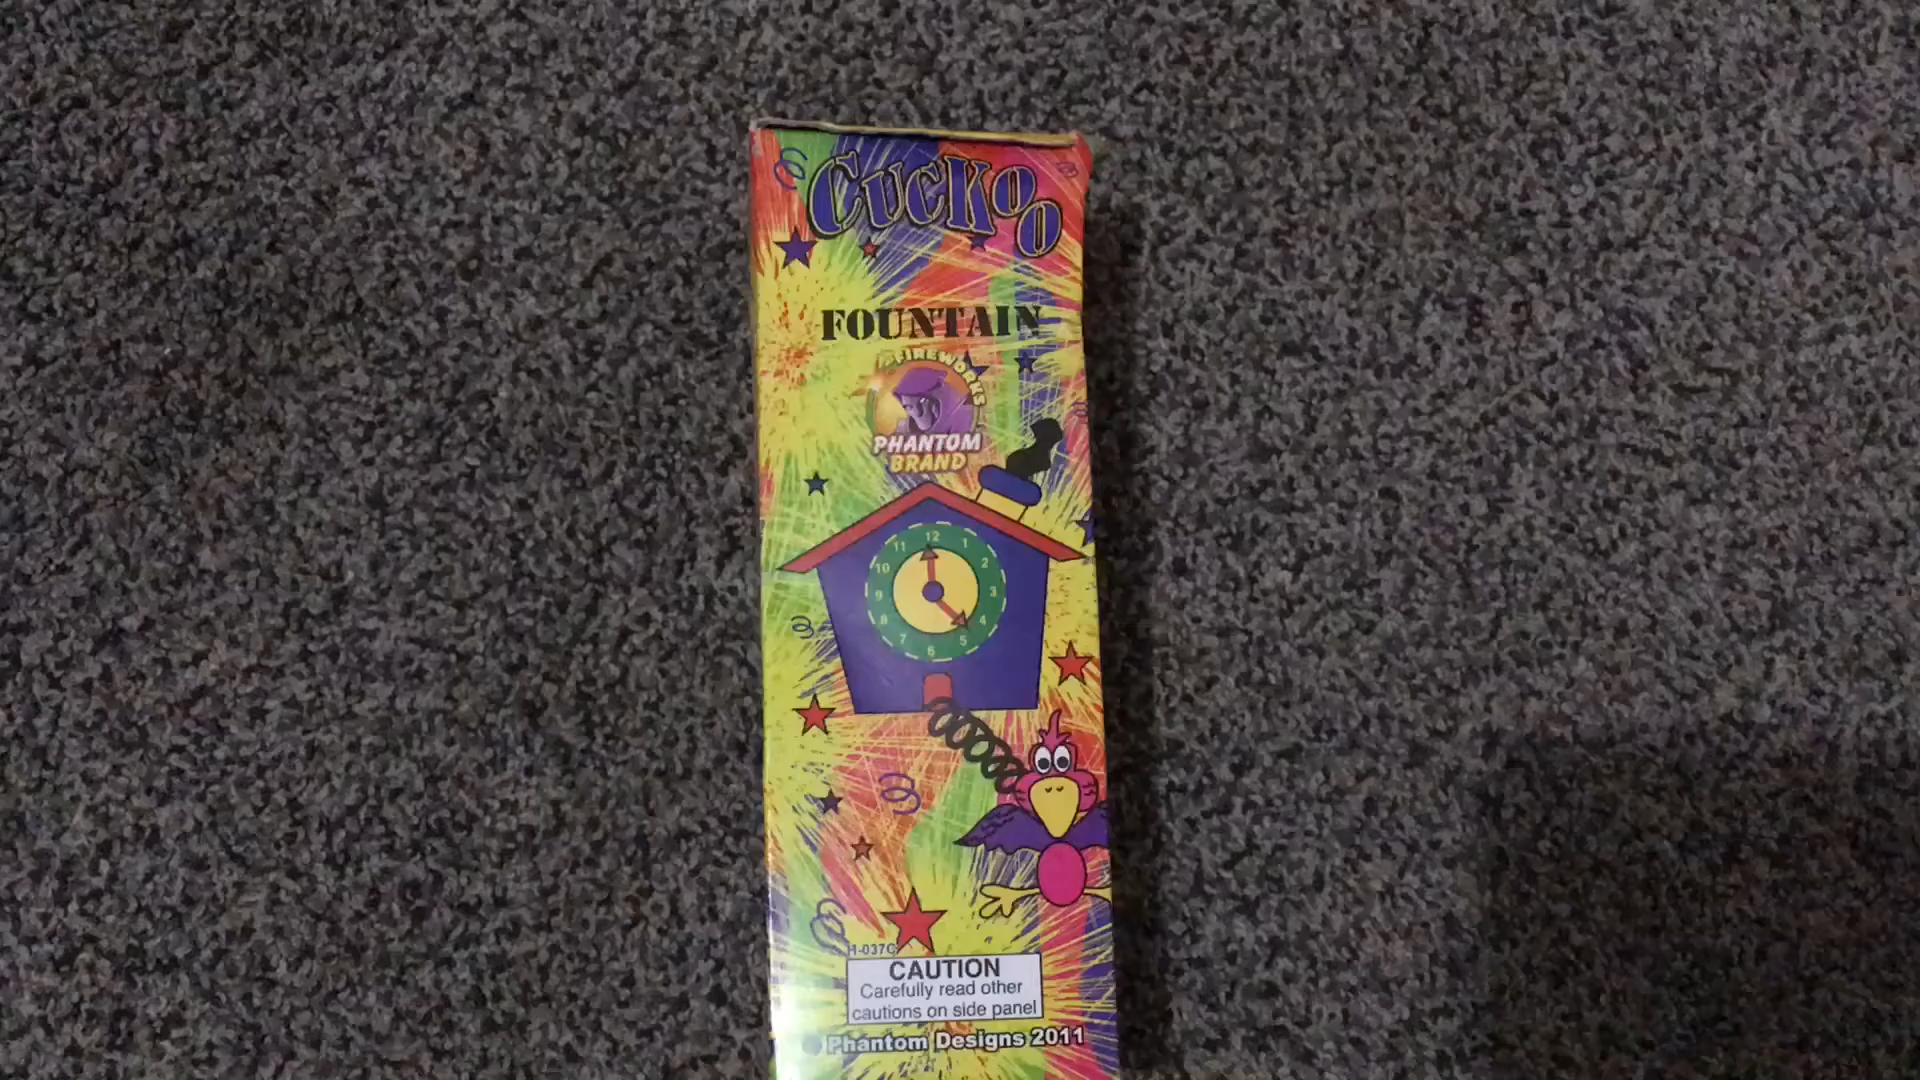 CUCKOO
FOUNTAIN
FIREWORKS
PHANTOM
BRAND
11 12 1
10 2
9 3
8 4
7 6 5
H-037C
CAUTION
Carefully read other
cautions on side panel
Phantom Designs 2011